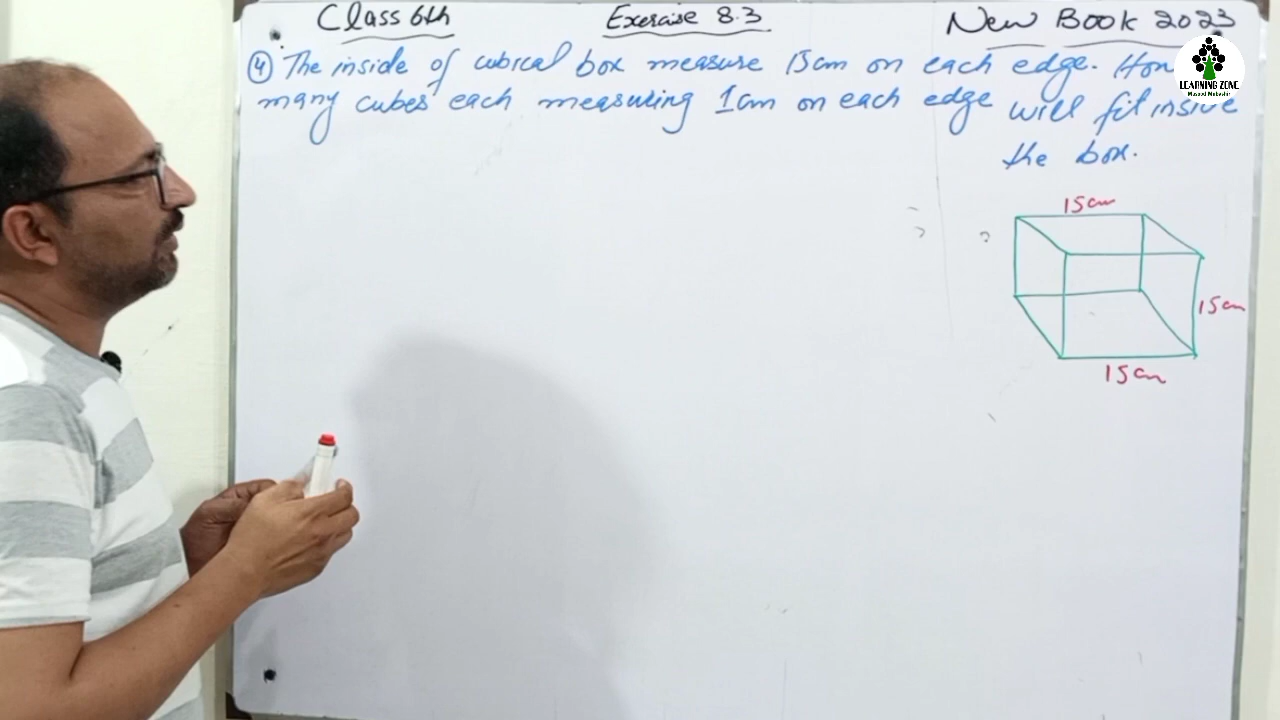 Class 6th Exercise 8.3 New Book 2023
④ The inside of cubical box measure 15cm on each edge. How
many cubes each measuring 1cm on each edge will fit inside
the box.
LEARNING ZONE
15cm
15cm
15cm